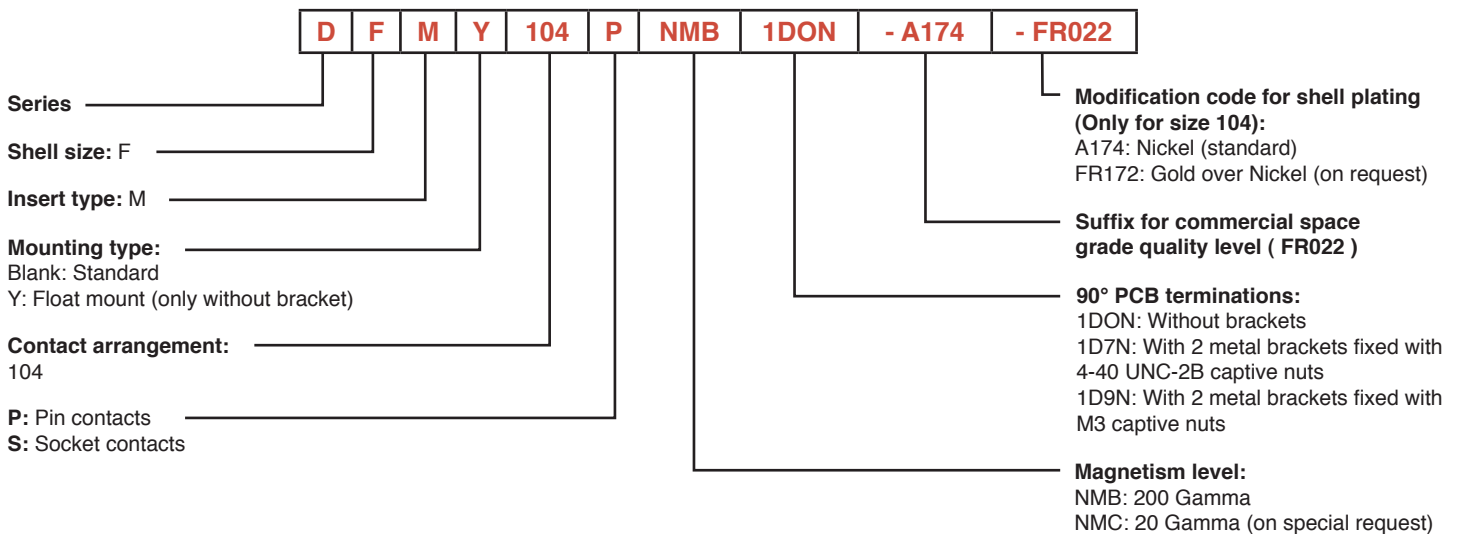 D F M Y 104 P NMB 1DON - A174 - FR022
Series
Shell size: F
Insert type: M
Mounting type:
Blank: Standard
Y: Float mount (only without bracket)
Contact arrangement:
104
P: Pin contacts
S: Socket contacts
Modification code for shell plating
(Only for size 104):
A174: Nickel (standard)
FR172: Gold over Nickel (on request)
Suffix for commercial space
grade quality level ( FR022 )
90° PCB terminations:
1DON: Without brackets
1D7N: With 2 metal brackets fixed with
4-40 UNC-2B captive nuts
1D9N: With 2 metal brackets fixed with
M3 captive nuts
Magnetism level:
NMB: 200 Gamma
NMC: 20 Gamma (on special request)